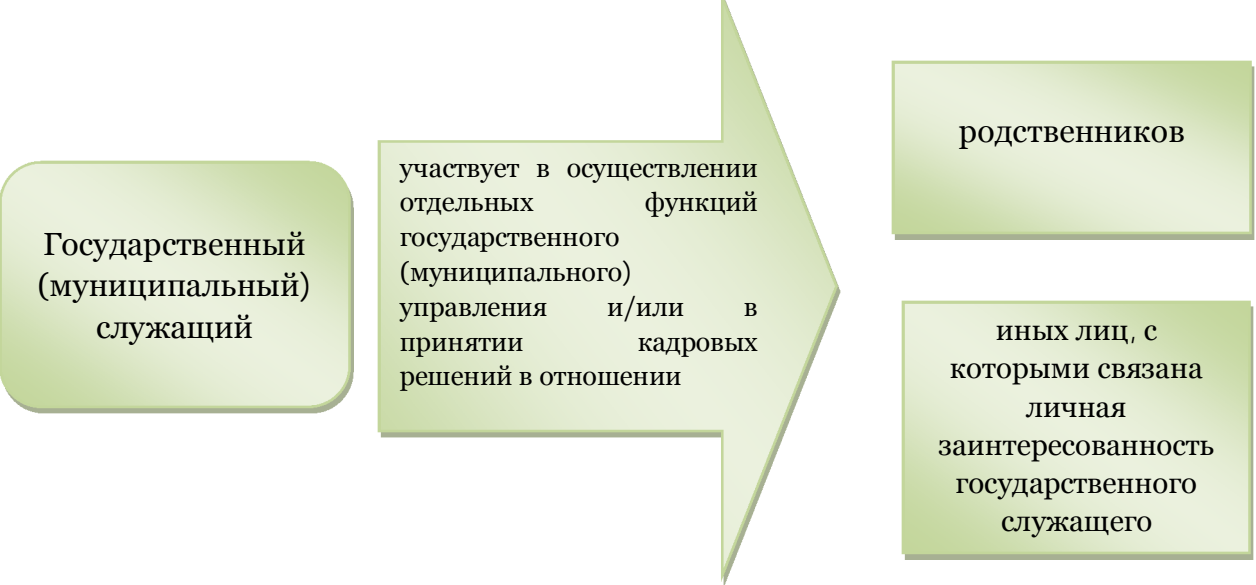 Государственный
(муниципальный)
служащий
участвует в осуществлении
отдельных функций
государственного
(муниципального)
управления и/или в
принятии кадровых
решений в отношении
родственников
иных лиц, с
которыми связана
личная
заинтересованность
государственного
служащего